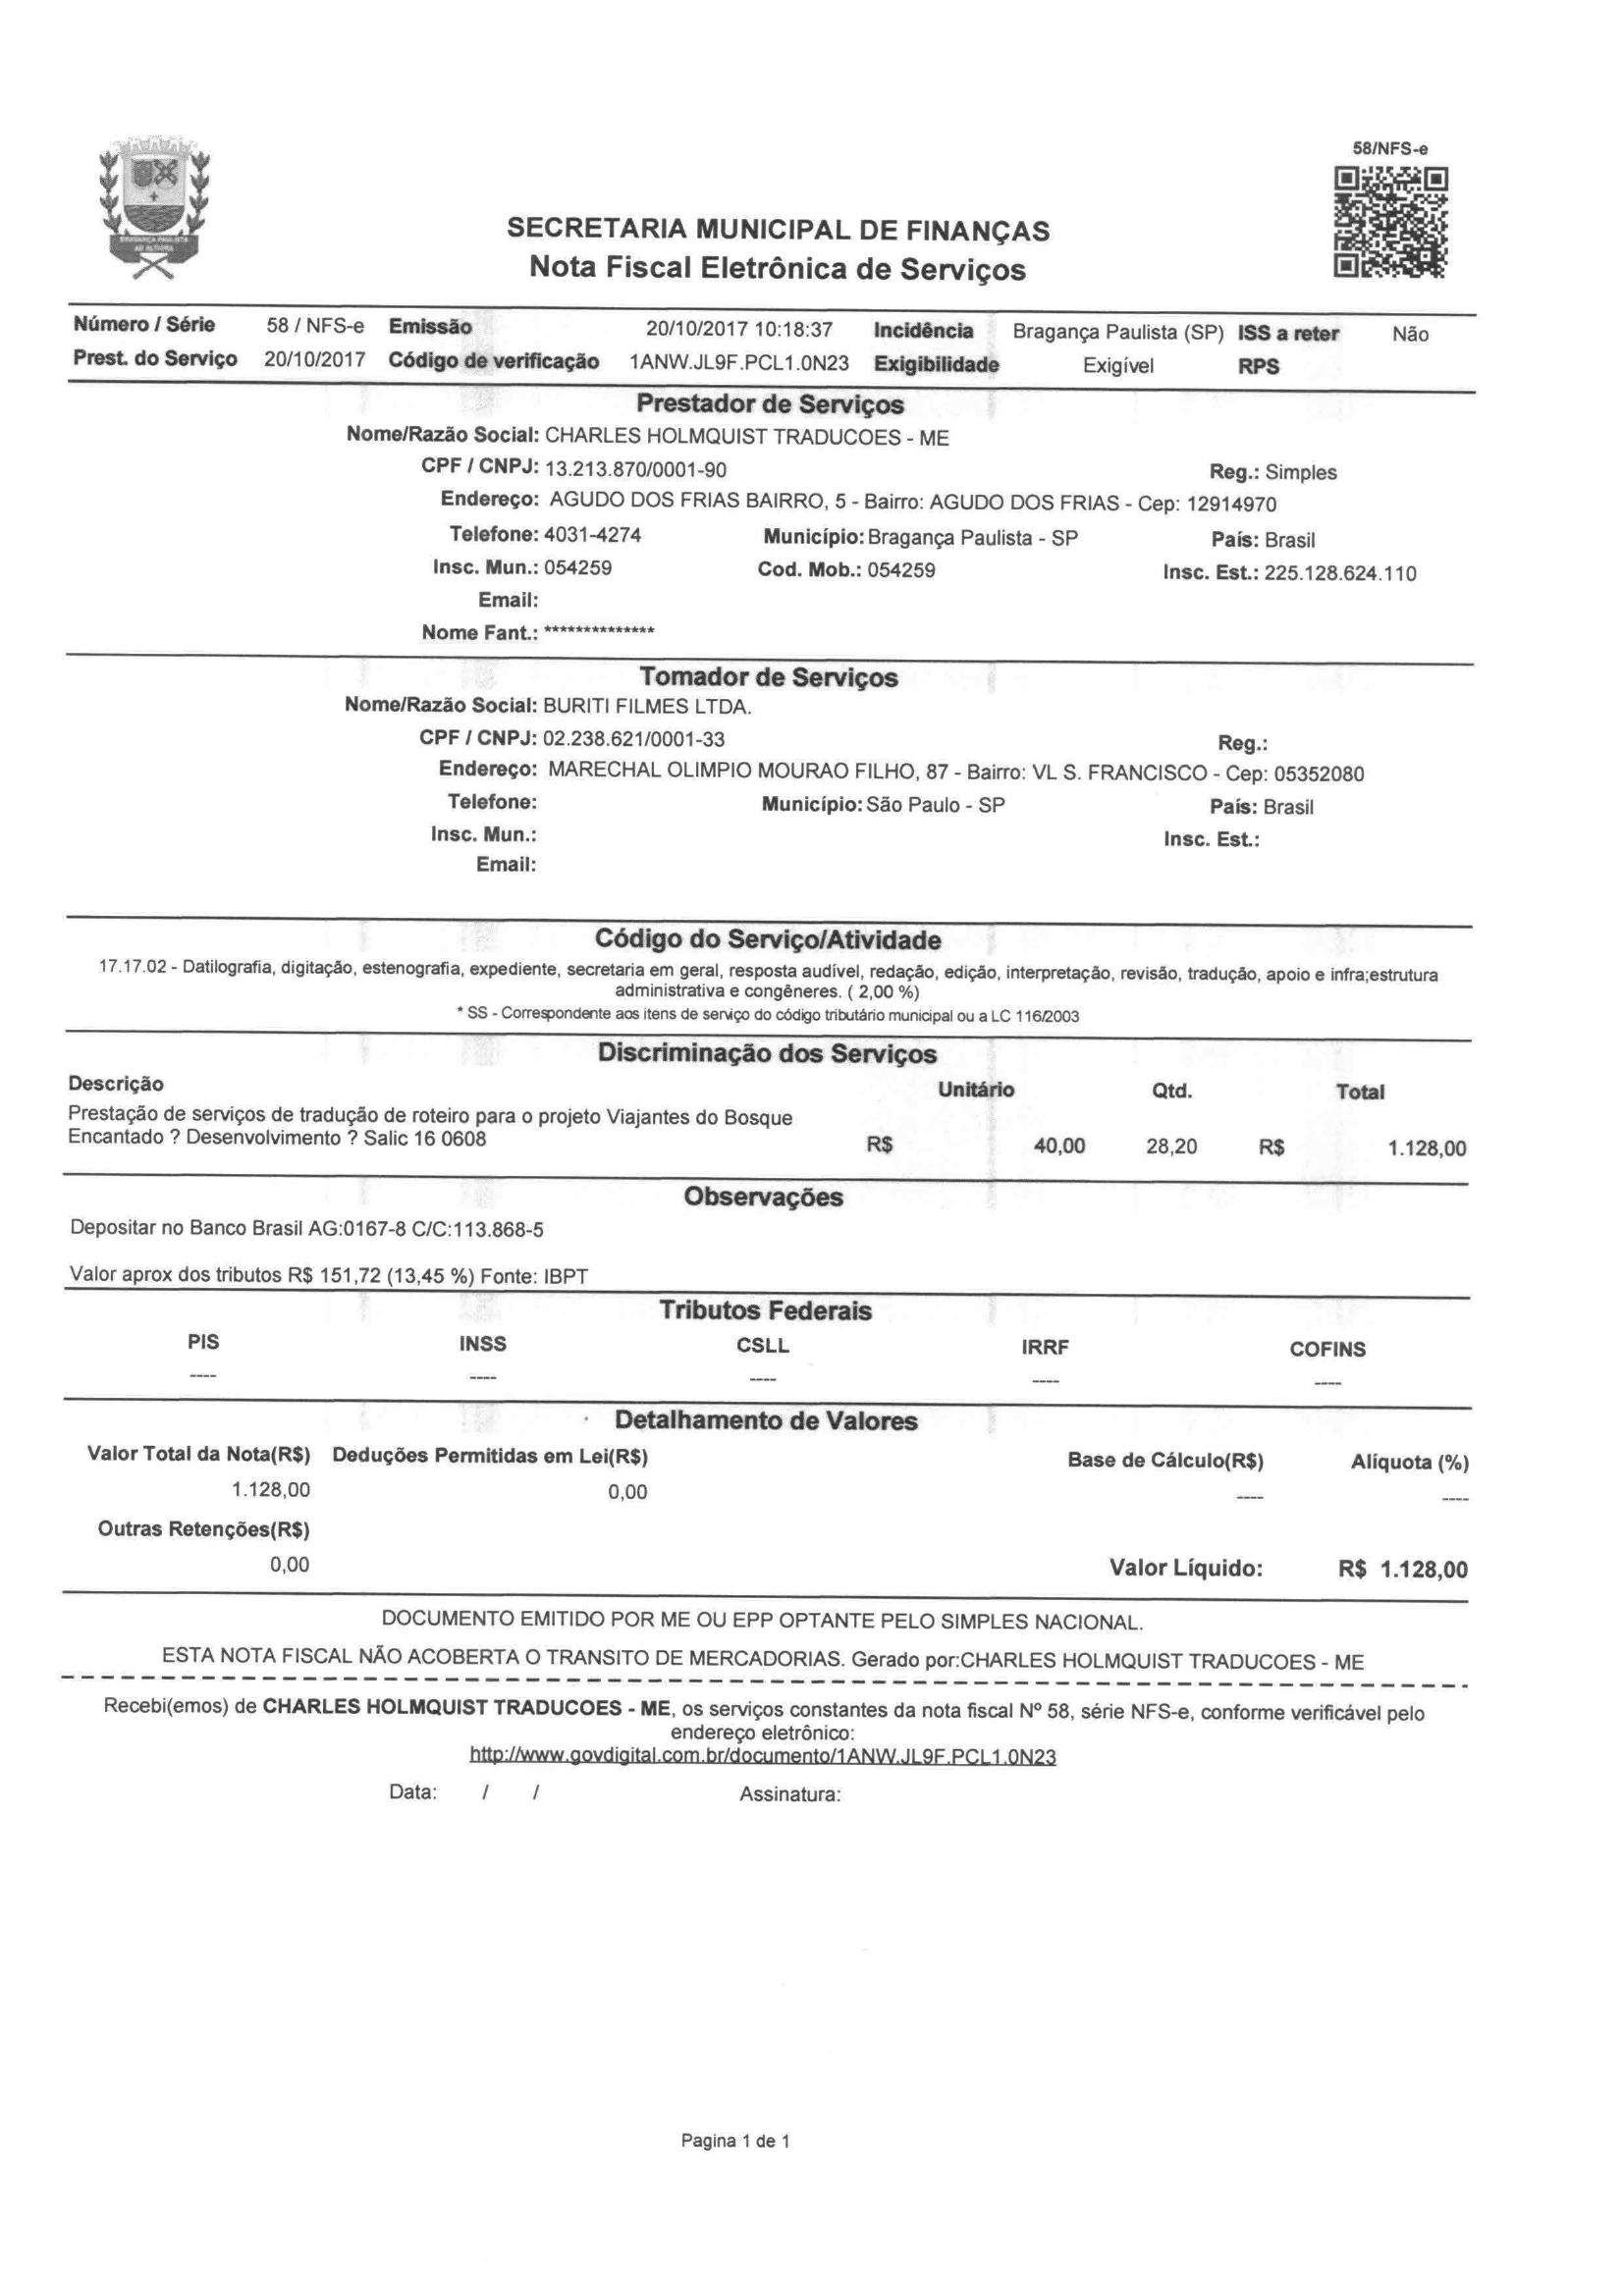 58/NFS-e
BRAGANÇA PAULISTA
SECRETARIA MUNICIPAL DE FINANÇAS
Nota Fiscal Eletrônica de Serviços
Número / Série 58 / NFS-e Emissão 20/10/2017 10:18:37 Incidência Bragança Paulista (SP) ISS a reter Não
Prest. do Serviço 20/10/2017 Código de verificação 1ANW.JL9F.PCL1.0N23 Exigibilidade Exigível RPS
Prestador de Serviços
Nome/Razão Social: CHARLES HOLMQUIST TRADUCOES - ME
CPF / CNPJ: 13.213.870/0001-90 Reg.: Simples
Endereço: AGUDO DOS FRIAS BAIRRO, 5 - Bairro: AGUDO DOS FRIAS - Cep: 12914970
Telefone: 4031-4274 Município: Bragança Paulista - SP País: Brasil
Insc. Mun.: 054259 Cod. Mob.: 054259 Insc. Est.: 225.128.624.110
Email:
Nome Fant.: **************
Tomador de Serviços
Nome/Razão Social: BURITI FILMES LTDA.
CPF / CNPJ: 02.238.621/0001-33 Reg.:
Endereço: MARECHAL OLIMPIO MOURAO FILHO, 87 - Bairro: VL S. FRANCISCO - Cep: 05352080
Telefone: Município: São Paulo - SP País: Brasil
Insc. Mun.: Insc. Est.:
Email:
Código do Serviço/Atividade
17.17.02 - Datilografia, digitação, estenografia, expediente, secretaria em geral, resposta audível, redação, edição, interpretação, revisão, tradução, apoio e infra;estrutura
administrativa e congêneres. ( 2,00 %)
* SS - Correspondente aos itens de serviço do código tributário municipal ou a LC 116/2003
Discriminação dos Serviços
Descrição Unitário Qtd. Total
Prestação de serviços de tradução de roteiro para o projeto Viajantes do Bosque
Encantado ? Desenvolvimento ? Salic 16 0608 R$ 40,00 28,20 R$ 1.128,00
Observações
Depositar no Banco Brasil AG:0167-8 C/C:113.868-5
Valor aprox dos tributos R$ 151,72 (13,45 %) Fonte: IBPT
Tributos Federais
PIS INSS CSLL IRRF COFINS
---- ---- ---- ---- ----
Detalhamento de Valores
Valor Total da Nota(R$) Deduções Permitidas em Lei(R$) Base de Cálculo(R$) Alíquota (%)
1.128,00 0,00 ---- ----
Outras Retenções(R$)
0,00 Valor Líquido: R$ 1.128,00
DOCUMENTO EMITIDO POR ME OU EPP OPTANTE PELO SIMPLES NACIONAL.
ESTA NOTA FISCAL NÃO ACOBERTA O TRANSITO DE MERCADORIAS. Gerado por:CHARLES HOLMQUIST TRADUCOES - ME
Recebi(emos) de CHARLES HOLMQUIST TRADUCOES - ME, os serviços constantes da nota fiscal Nº 58, série NFS-e, conforme verificável pelo
endereço eletrônico:
http://www.govdigital.com.br/documento/1ANW.JL9F.PCL1.0N23
Data: / / Assinatura:
Pagina 1 de 1